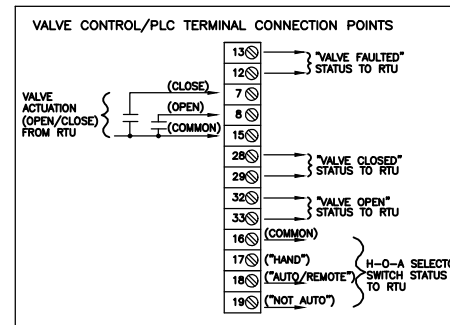 VALVE CONTROL/PLC TERMINAL CONNECTION POINTS
13
12
"VALVE FAULTED"
STATUS TO RTU
VALVE
ACTUATION
(OPEN/CLOSE)
FROM RTU
(CLOSE)
7
(OPEN)
8
(COMMON)
15
28
29
"VALVE CLOSED"
STATUS TO RTU
32
33
"VALVE OPEN"
STATUS TO RTU
16
(COMMON)
17
("HAND")
18
("AUTO/REMOTE")
19
("NOT AUTO")
H-O-A SELECTO
SWITCH STATUS
TO RTU